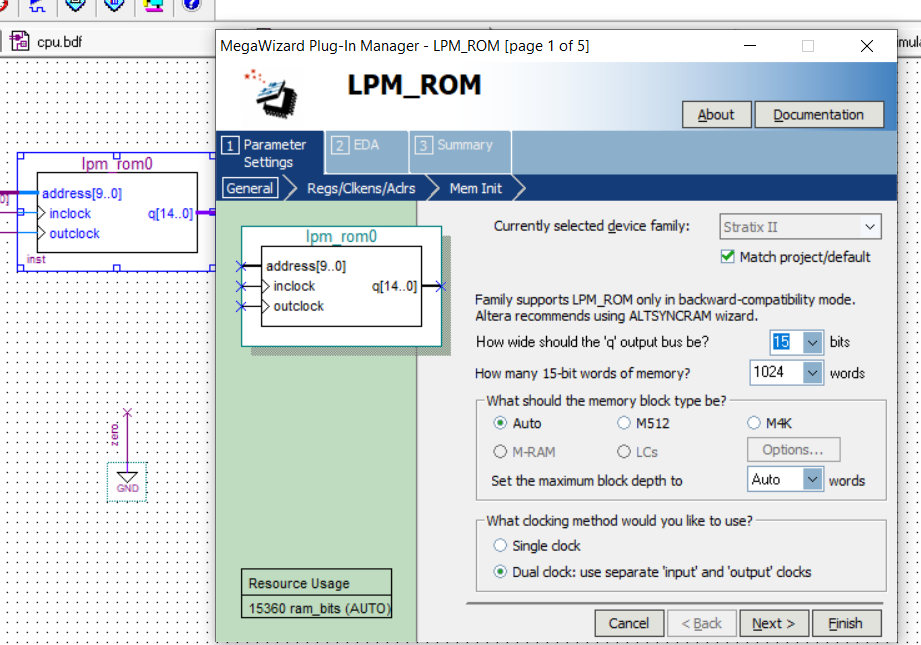 cpu.bdf
MegaWizard Plug-In Manager - LPM_ROM [page 1 of 5]
LPM_ROM
About
Documentation
1 Parameter Settings
2 EDA
3 Summary
General
Regs/Clkens/Aclrs
Mem Init
lpm_rom0
address[9..0]
inclock
q[14..0]
outclock
inst
zero
GND
lpm_rom0
address[9..0]
inclock
q[14..0]
outclock
Resource Usage
15360 ram_bits (AUTO)
Currently selected device family:
Stratix II
Match project/default
Family supports LPM_ROM only in backward-compatibility mode.
Altera recommends using ALTSYNCRAM wizard.
How wide should the 'q' output bus be?
15
bits
How many 15-bit words of memory?
1024
words
What should the memory block type be?
Auto
M512
M4K
M-RAM
LCs
Options...
Set the maximum block depth to
Auto
words
What clocking method would you like to use?
Single clock
Dual clock: use separate 'input' and 'output' clocks
Cancel
< Back
Next >
Finish